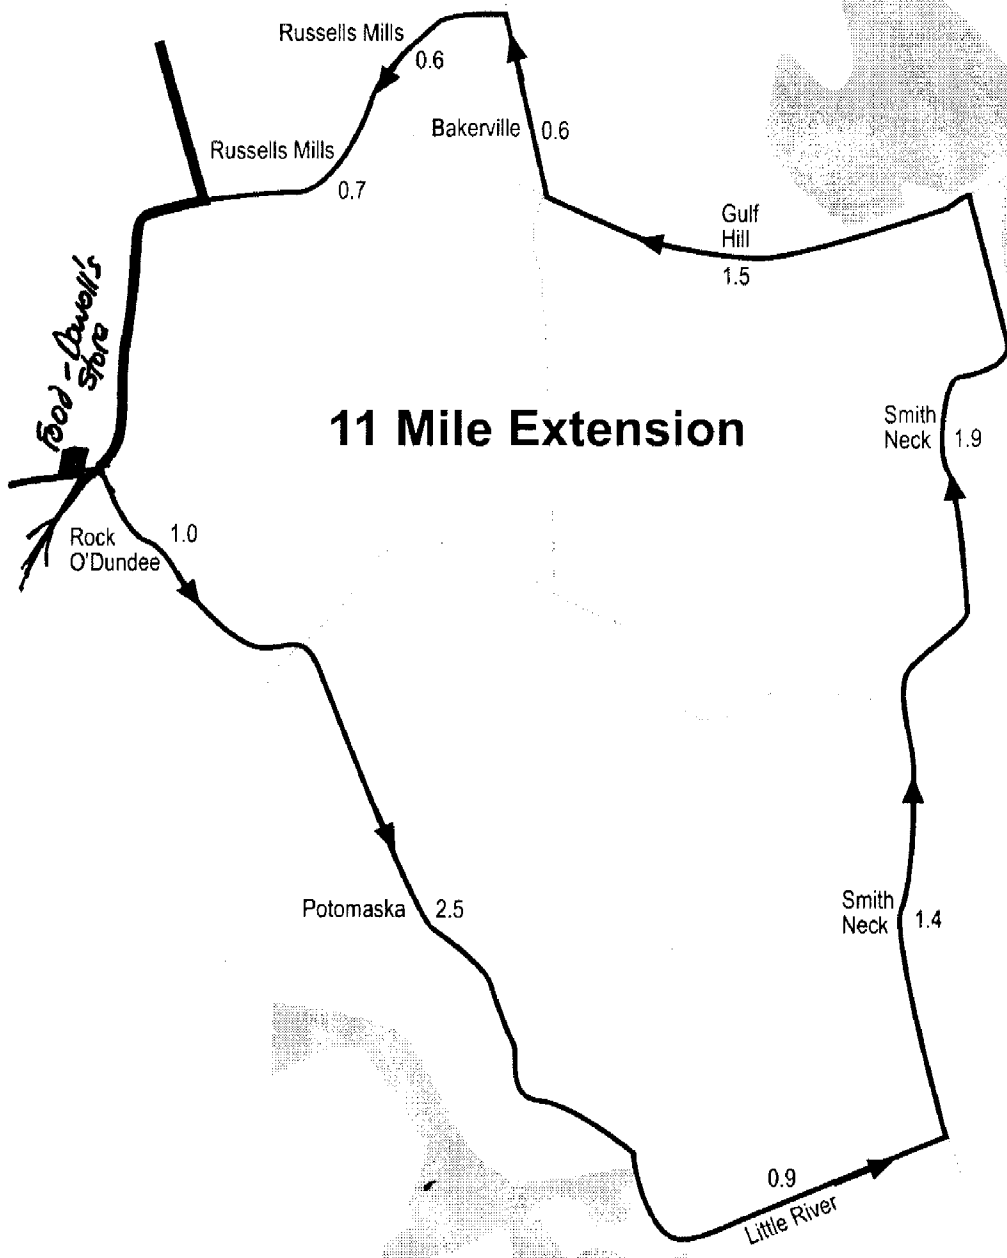 Russells Mills
0.6
Bakerville
0.6
Russells Mills
0.7
Gulf
Hill
1.5
Food -
Store
11 Mile Extension
Smith
Neck
1.9
Rock
O'Dundee
1.0
Potomaska
2.5
Smith
Neck
1.4
0.9
Little River